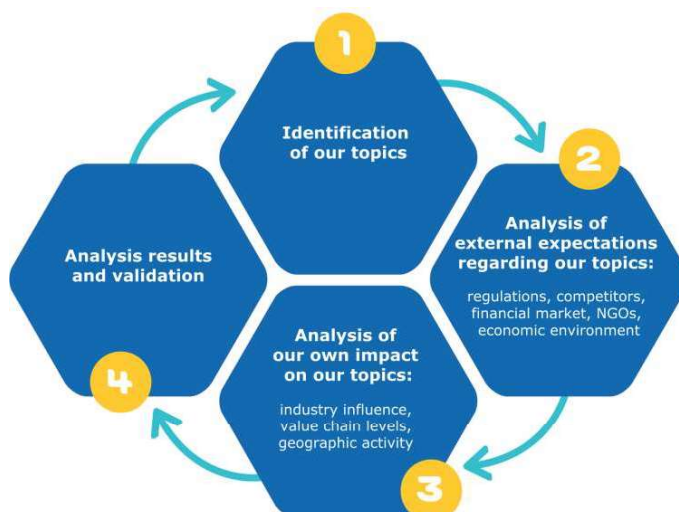 1
Identification
of our topics
2
Analysis of
external expectations
regarding our topics:
regulations, competitors,
financial market, NGOs,
economic environment
Analysis of
our own impact
on our topics:
industry influence,
value chain levels,
geographic activity
3
Analysis results
and validation
4